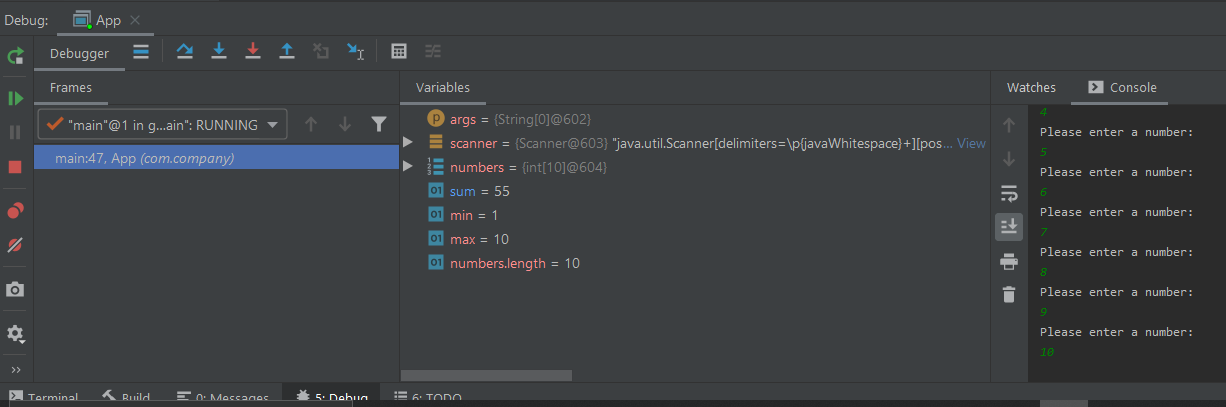 Debug: App
Debugger
Frames
Variables
Watches
Console
"main"@1 in g...ain": RUNNING
main:47, App (com.company)
args = {String[0]@602}
scanner = {Scanner@603} "java.util.Scanner[delimiters=\p{javaWhitespace}+][pos... View
numbers = {int[10]@604}
sum = 55
min = 1
max = 10
numbers.length = 10
4
Please enter a number:
5
Please enter a number:
6
Please enter a number:
7
Please enter a number:
8
Please enter a number:
9
Please enter a number:
10
Terminal
Build
0: Messages
5: Debug
6: TODO